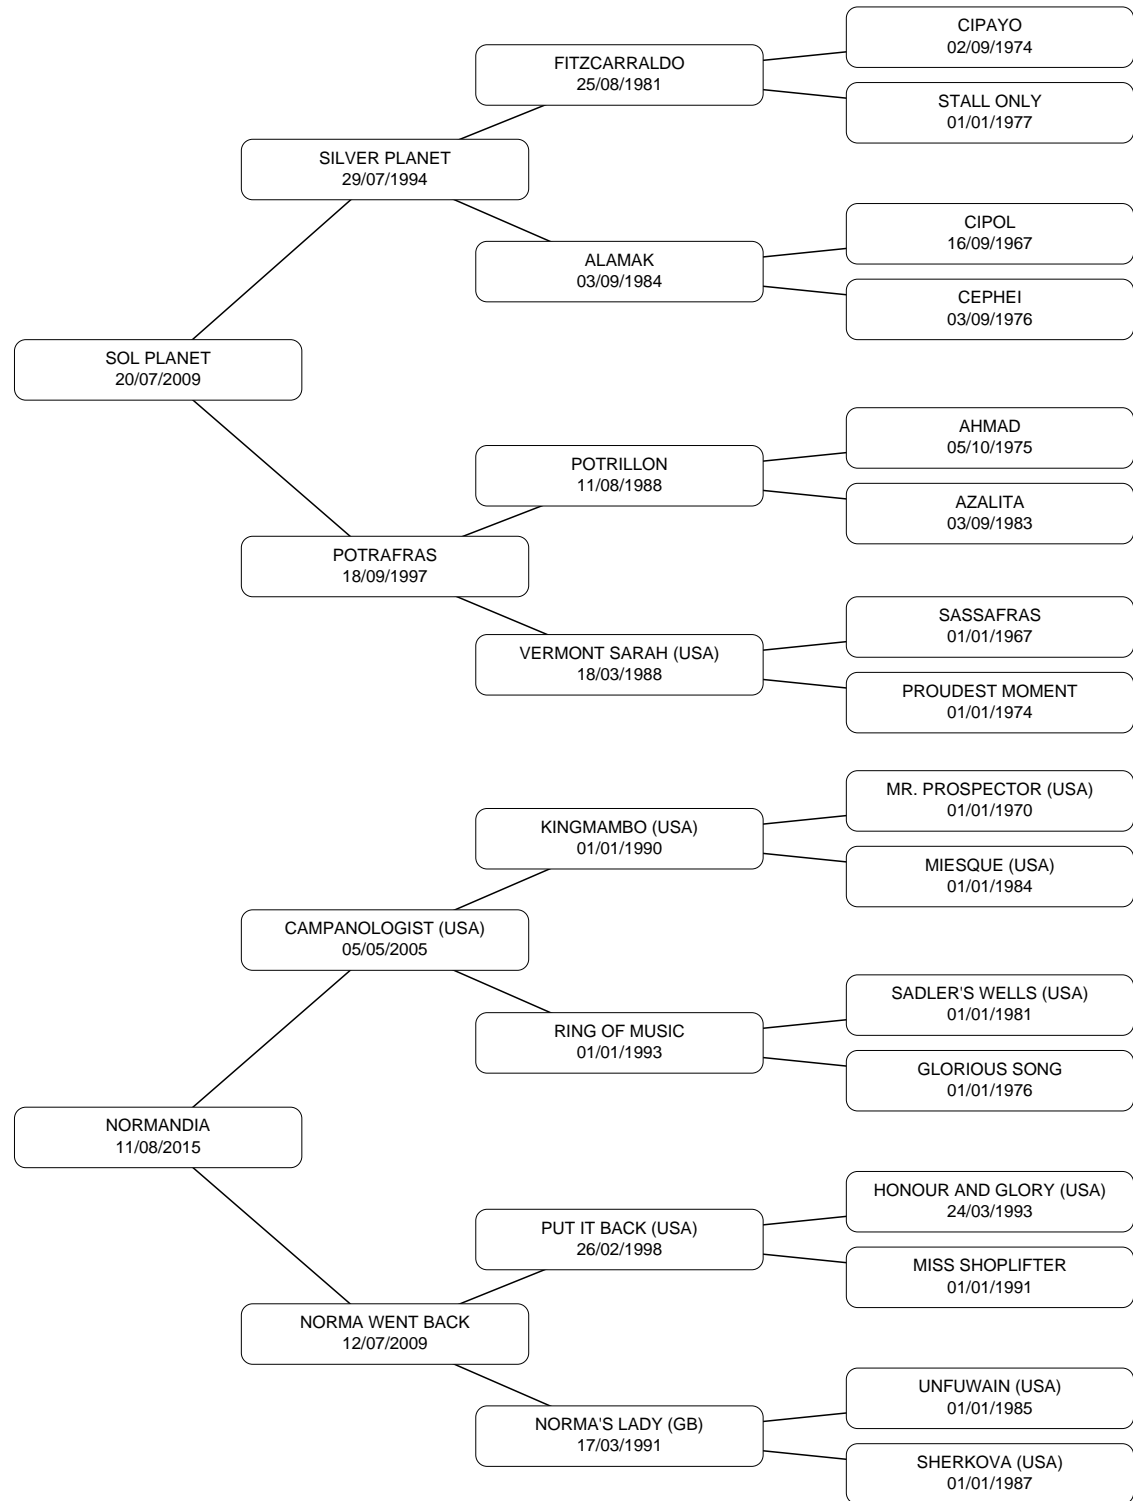 CIPAYO
02/09/1974
FITZCARRALDO
25/08/1981
STALL ONLY
01/01/1977
SILVER PLANET
29/07/1994
CIPOL
16/09/1967
ALAMAK
03/09/1984
CEPHEI
03/09/1976
SOL PLANET
20/07/2009
AHMAD
05/10/1975
POTRILLON
11/08/1988
AZALITA
03/09/1983
POTRAFRAS
18/09/1997
SASSAFRAS
01/01/1967
VERMONT SARAH (USA)
18/03/1988
PROUDEST MOMENT
01/01/1974
MR. PROSPECTOR (USA)
01/01/1970
KINGMAMBO (USA)
01/01/1990
MIESQUE (USA)
01/01/1984
CAMPANOLOGIST (USA)
05/05/2005
SADLER'S WELLS (USA)
01/01/1981
RING OF MUSIC
01/01/1993
GLORIOUS SONG
01/01/1976
NORMANDIA
11/08/2015
HONOUR AND GLORY (USA)
24/03/1993
PUT IT BACK (USA)
26/02/1998
MISS SHOPLIFTER
01/01/1991
NORMA WENT BACK
12/07/2009
UNFUWAIN (USA)
01/01/1985
NORMA'S LADY (GB)
17/03/1991
SHERKOVA (USA)
01/01/1987